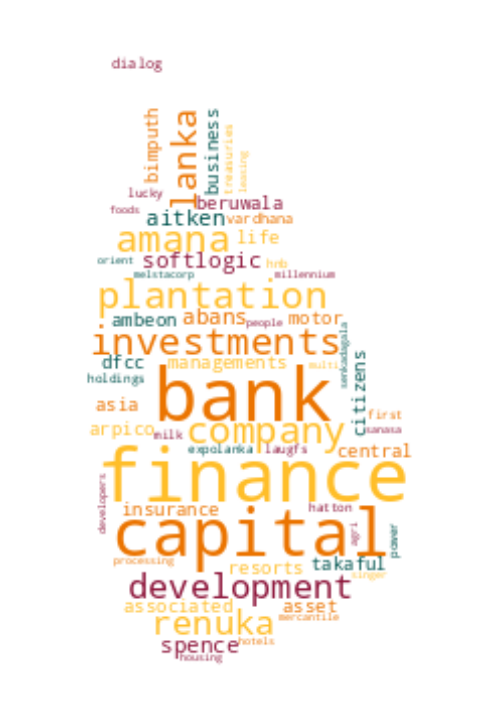 dialog
bimputh
lanka
business
treasuries
leasing
lucky
foods
beruwala
aitken
vardhana
amana
life
orient
softlogic
hnb
melstacorp
millennium
plantation
ambeon
abans
people
motor
investments
senkadagala
dfcc
managements
multi
holdings
bank
citizens
asia
first
arpico
milk
company
sanasa
expolanka
laugfs
central
finance
developers
insurance
hatton
capital
agri
power
processing
resorts
takaful
singer
development
associated
asset
renuka
mercantile
spence
hotels
housing